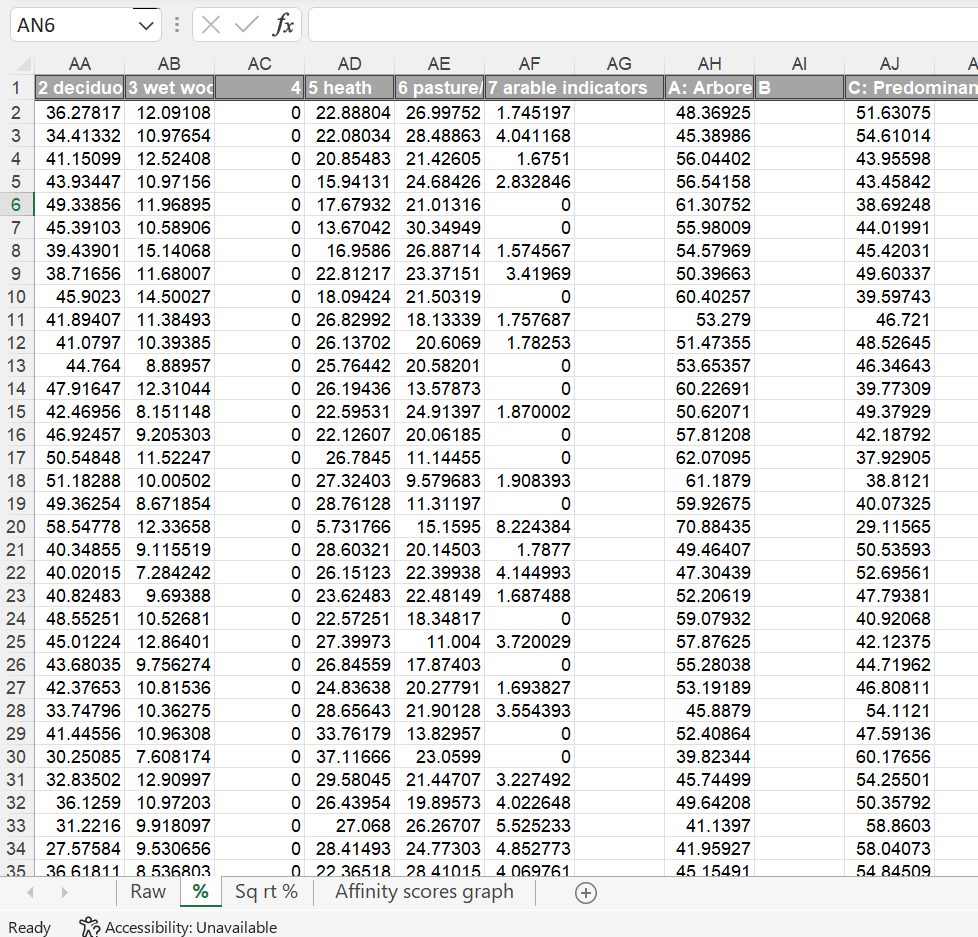 AN6 fx
AA AB AC AD AE AF AG AH AI AJ A
1 2 deciduo 3 wet woo 4 5 heath 6 pasture/ 7 arable indicators A: Arbore B C: Predominan
2 36.27817 12.09108 0 22.88804 26.99752 1.745197 48.36925 51.63075
3 34.41332 10.97654 0 22.08034 28.48863 4.041168 45.38986 54.61014
4 41.15099 12.52408 0 20.85483 21.42605 1.6751 56.04402 43.95598
5 43.93447 10.97156 0 15.94131 24.68426 2.832846 56.54158 43.45842
6 49.33856 11.96895 0 17.67932 21.01316 0 61.30752 38.69248
7 45.39103 10.58906 0 13.67042 30.34949 0 55.98009 44.01991
8 39.43901 15.14068 0 16.9586 26.88714 1.574567 54.57969 45.42031
9 38.71656 11.68007 0 22.81217 23.37151 3.41969 50.39663 49.60337
10 45.9023 14.50027 0 18.09424 21.50319 0 60.40257 39.59743
11 41.89407 11.38493 0 26.82992 18.13339 1.757687 53.279 46.721
12 41.0797 10.39385 0 26.13702 20.6069 1.78253 51.47355 48.52645
13 44.764 8.88957 0 25.76442 20.58201 0 53.65357 46.34643
14 47.91647 12.31044 0 26.19436 13.57873 0 60.22691 39.77309
15 42.46956 8.151148 0 22.59531 24.91397 1.870002 50.62071 49.37929
16 46.92457 9.205303 0 22.12607 20.06185 0 57.81208 42.18792
17 50.54848 11.52247 0 26.7845 11.14455 0 62.07095 37.92905
18 51.18288 10.00502 0 27.32403 9.579683 1.908393 61.1879 38.8121
19 49.36254 8.671854 0 28.76128 11.31197 0 59.92675 40.07325
20 58.54778 12.33658 0 5.731766 15.1595 8.224384 70.88435 29.11565
21 40.34855 9.115519 0 28.60321 20.14503 1.7877 49.46407 50.53593
22 40.02015 7.284242 0 26.15123 22.39938 4.144993 47.30439 52.69561
23 40.82483 9.69388 0 23.62483 22.48149 1.687488 52.20619 47.79381
24 48.55251 10.52681 0 22.57251 18.34817 0 59.07932 40.92068
25 45.01224 12.86401 0 27.39973 11.004 3.720029 57.87625 42.12375
26 43.68035 9.756274 0 26.84559 17.87403 0 55.28038 44.71962
27 42.37653 10.81536 0 24.83638 20.27791 1.693827 53.19189 46.80811
28 33.74796 10.36275 0 28.65643 21.90128 3.554393 45.8879 54.1121
29 41.44556 10.96308 0 33.76179 13.82957 0 52.40864 47.59136
30 30.25085 7.608174 0 37.11666 23.0599 0 39.82344 60.17656
31 32.83502 12.90997 0 29.58045 21.44707 3.227492 45.74499 54.25501
32 36.1259 10.97203 0 26.43954 19.89573 4.022648 49.64208 50.35792
33 31.2216 9.918097 0 27.068 26.26707 5.525233 41.1397 58.8603
34 27.57584 9.530656 0 28.41493 24.77303 4.852773 41.95927 58.04073
35 36.61811 8.536803 0 22.36518 28.41015 4.069761 45.15491 54.84509
Raw % Sq rt % Affinity scores graph
Ready Accessibility: Unavailable